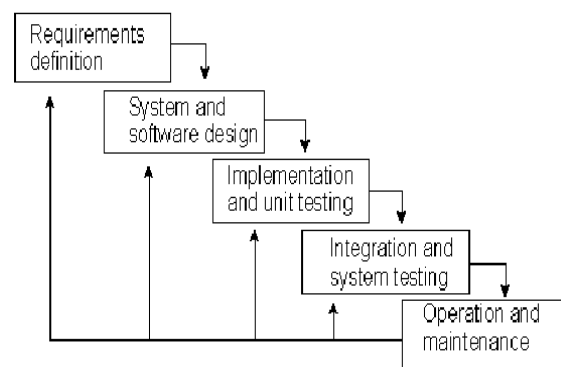 Requirements
definition
System and
software design
Implementation
and unit testing
Integration and
system testing
Operation and
maintenance